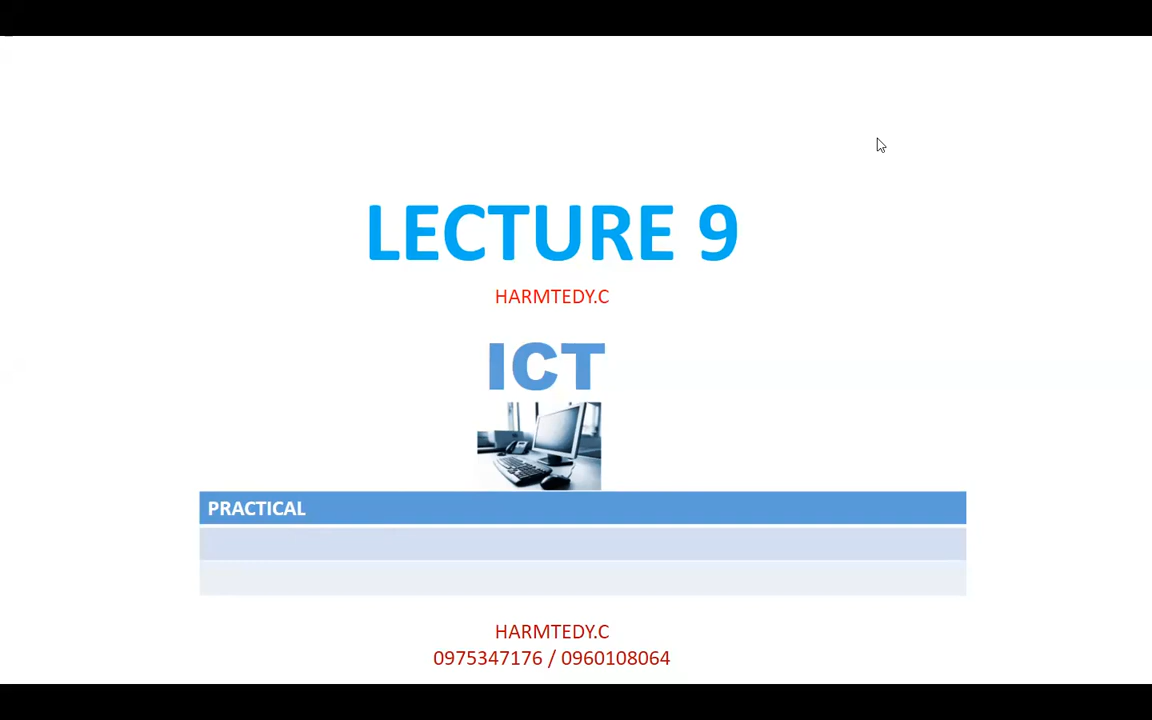 LECTURE 9
HARMTEDY.C
ICT
PRACTICAL
HARMTEDY.C
0975347176 / 0960108064